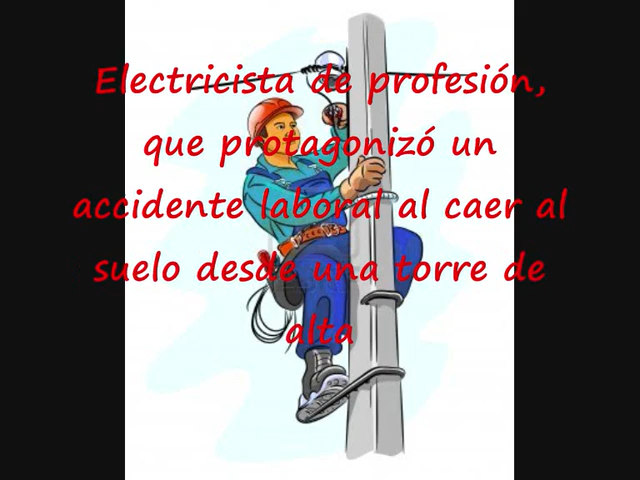 Electricista de profesión,
que protagonizó un
accidente laboral al caer al
suelo desde una torre de
alta